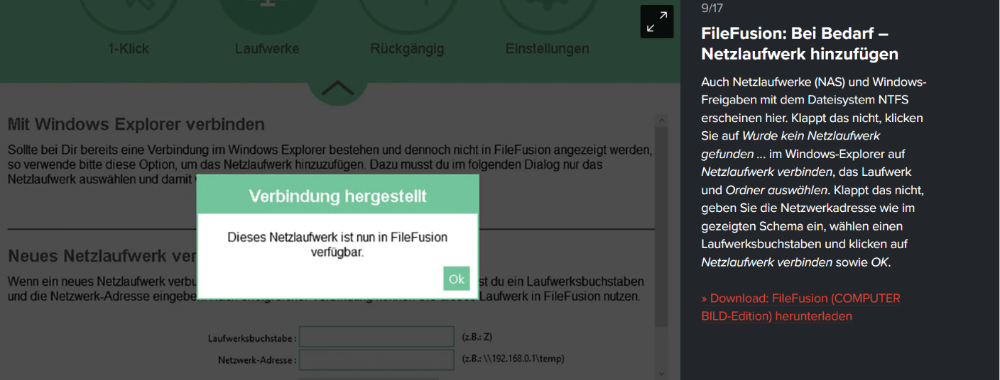 1-Klick
Laufwerke
Rückgängig
Einstellungen
Mit Windows Explorer verbinden
Sollte bei Dir bereits eine Verbindung im Windows Explorer bestehen und dennoch nicht in FileFusion angezeigt werden,
so verwende bitte diese Option, um das Netzlaufwerk hinzuzufügen. Dazu musst du im folgenden Dialog nur das
Netzlaufwerk auswählen und damit
Verbindung hergestellt
Dieses Netzlaufwerk ist nun in FileFusion
verfügbar.
Ok
Neues Netzlaufwerk ver
Wenn ein neues Netzlaufwerk verbu st du ein Laufwerksbuchstaben
und die Netzwerk-Adresse eingebe Laufwerk in FileFusion nutzen.
Laufwerksbuchstabe : (z.B.: Z)
Netzwerk-Adresse : (z.B.: \\192.168.0.1\temp)
9/17
FileFusion: Bei Bedarf –
Netzlaufwerk hinzufügen
Auch Netzlaufwerke (NAS) und Windows-
Freigaben mit dem Dateisystem NTFS
erscheinen hier. Klappt das nicht, klicken
Sie auf Wurde kein Netzlaufwerk
gefunden ... im Windows-Explorer auf
Netzlaufwerk verbinden, das Laufwerk
und Ordner auswählen. Klappt das nicht,
geben Sie die Netzwerkadresse wie im
gezeigten Schema ein, wählen einen
Laufwerksbuchstaben und klicken auf
Netzlaufwerk verbinden sowie OK.
» Download: FileFusion (COMPUTER
BILD-Edition) herunterladen